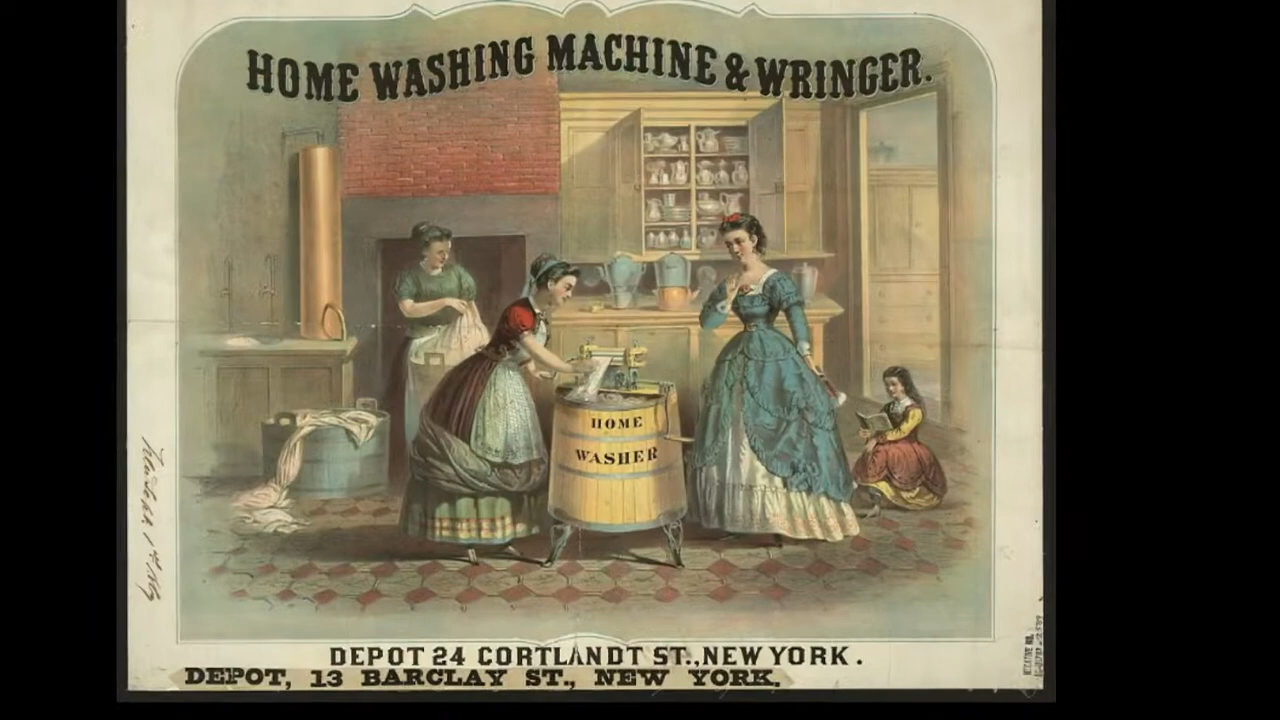 HOME WASHING MACHINE & WRINGER.
HOME
WASHER
DEPOT 24 CORTLANDT ST., NEW YORK.
DEPOT, 13 BARCLAY ST., NEW YORK.